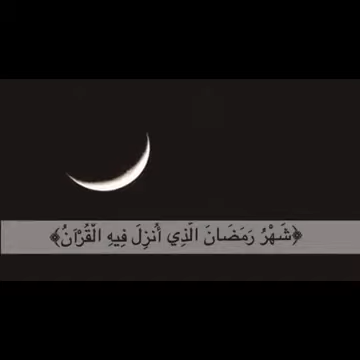 ﴿شَهْرُ رَمَضَانَ الَّذِي أُنزِلَ فِيهِ الْقُرْآنُ﴾